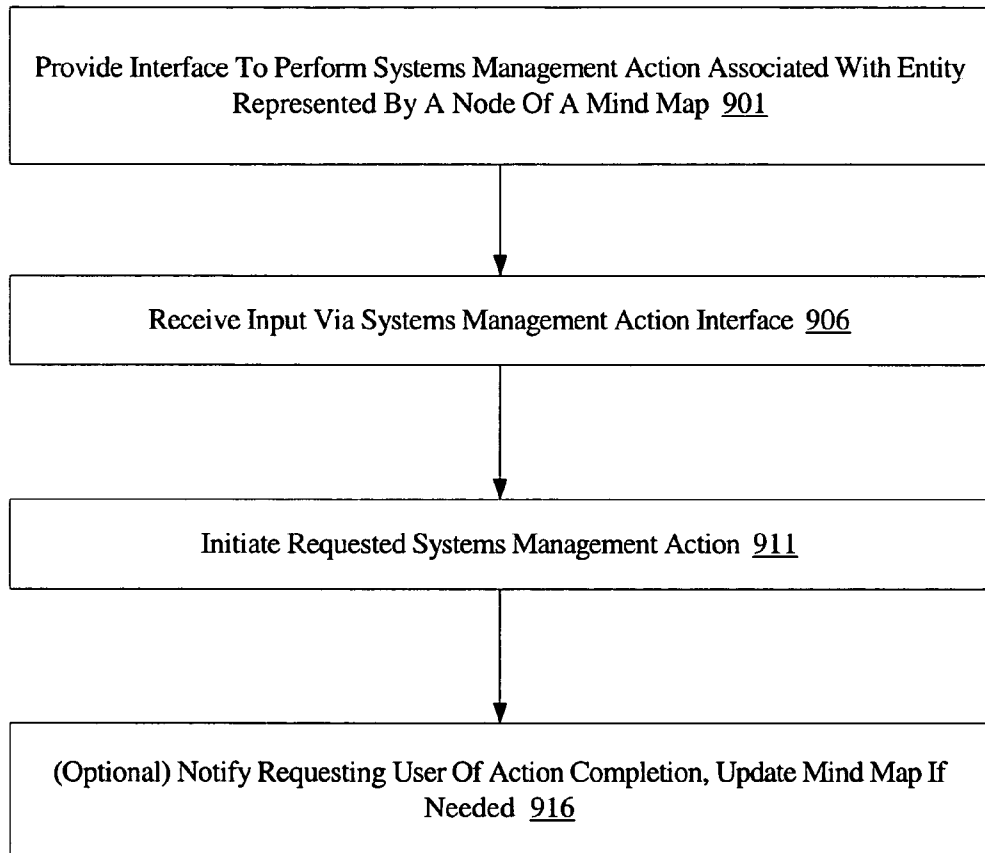 Provide Interface To Perform Systems Management Action Associated With Entity
Represented By A Node Of A Mind Map 901
Receive Input Via Systems Management Action Interface 906
Initiate Requested Systems Management Action 911
(Optional) Notify Requesting User Of Action Completion, Update Mind Map If
Needed 916